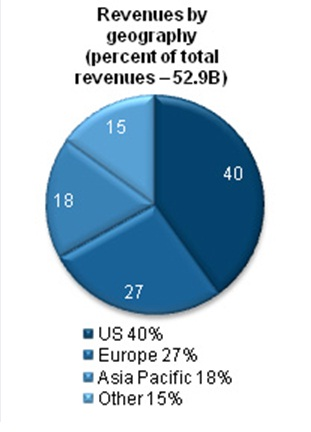 Revenues by
geography
(percent of total
revenues – 52.9B)
15
40
18
27
US 40%
Europe 27%
Asia Pacific 18%
Other 15%